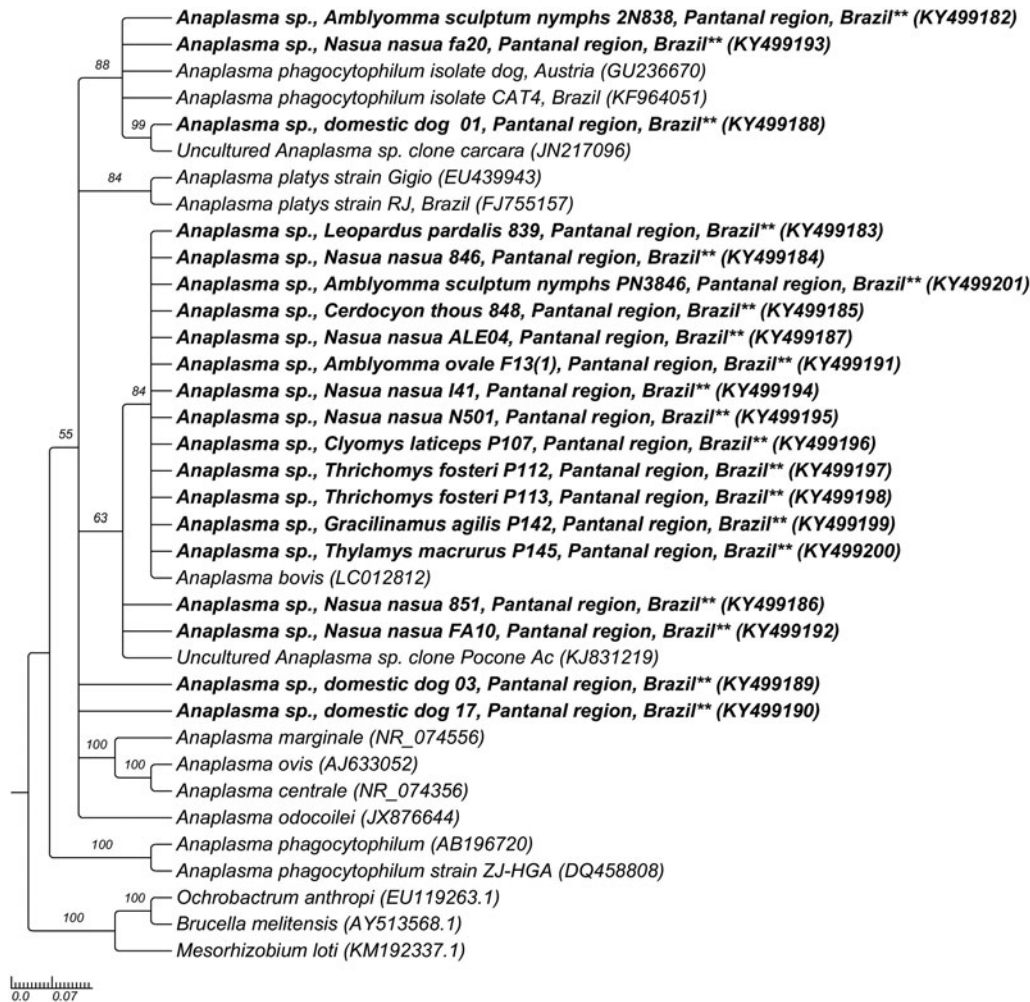 Anaplasma sp., Amblyomma sculptum nymphs 2N838, Pantanal region, Brazil** (KY499182)
Anaplasma sp., Nasua nasua fa20, Pantanal region, Brazil** (KY499193)
88
Anaplasma phagocytophilum isolate dog, Austria (GU236670)
Anaplasma phagocytophilum isolate CAT4, Brazil (KF964051)
99
Anaplasma sp., domestic dog 01, Pantanal region, Brazil** (KY499188)
Uncultured Anaplasma sp. clone carcara (JN217096)
84
Anaplasma platys strain Gigio (EU439943)
Anaplasma platys strain RJ, Brazil (FJ755157)
Anaplasma sp., Leopardus pardalis 839, Pantanal region, Brazil** (KY499183)
Anaplasma sp., Nasua nasua 846, Pantanal region, Brazil** (KY499184)
Anaplasma sp., Amblyomma sculptum nymphs PN3846, Pantanal region, Brazil** (KY499201)
Anaplasma sp., Cerdocyon thous 848, Pantanal region, Brazil** (KY499185)
Anaplasma sp., Nasua nasua ALE04, Pantanal region, Brazil** (KY499187)
Anaplasma sp., Amblyomma ovale F13(1), Pantanal region, Brazil** (KY499191)
84
Anaplasma sp., Nasua nasua I41, Pantanal region, Brazil** (KY499194)
Anaplasma sp., Nasua nasua N501, Pantanal region, Brazil** (KY499195)
55
Anaplasma sp., Clyomys laticeps P107, Pantanal region, Brazil** (KY499196)
Anaplasma sp., Thrichomys fosteri P112, Pantanal region, Brazil** (KY499197)
Anaplasma sp., Thrichomys fosteri P113, Pantanal region, Brazil** (KY499198)
63
Anaplasma sp., Gracilinamus agilis P142, Pantanal region, Brazil** (KY499199)
Anaplasma sp., Thylamys macrurus P145, Pantanal region, Brazil** (KY499200)
Anaplasma bovis (LC012812)
Anaplasma sp., Nasua nasua 851, Pantanal region, Brazil** (KY499186)
Anaplasma sp., Nasua nasua FA10, Pantanal region, Brazil** (KY499192)
Uncultured Anaplasma sp. clone Pocone Ac (KJ831219)
Anaplasma sp., domestic dog 03, Pantanal region, Brazil** (KY499189)
Anaplasma sp., domestic dog 17, Pantanal region, Brazil** (KY499190)
Anaplasma marginale (NR_074556)
100
Anaplasma ovis (AJ633052)
100
Anaplasma centrale (NR_074356)
Anaplasma odocoilei (JX876644)
Anaplasma phagocytophilum (AB196720)
100
Anaplasma phagocytophilum strain ZJ-HGA (DQ458808)
Ochrobactrum anthropi (EU119263.1)
100
Brucella melitensis (AY513568.1)
100
Mesorhizobium loti (KM192337.1)
0.0 0.07